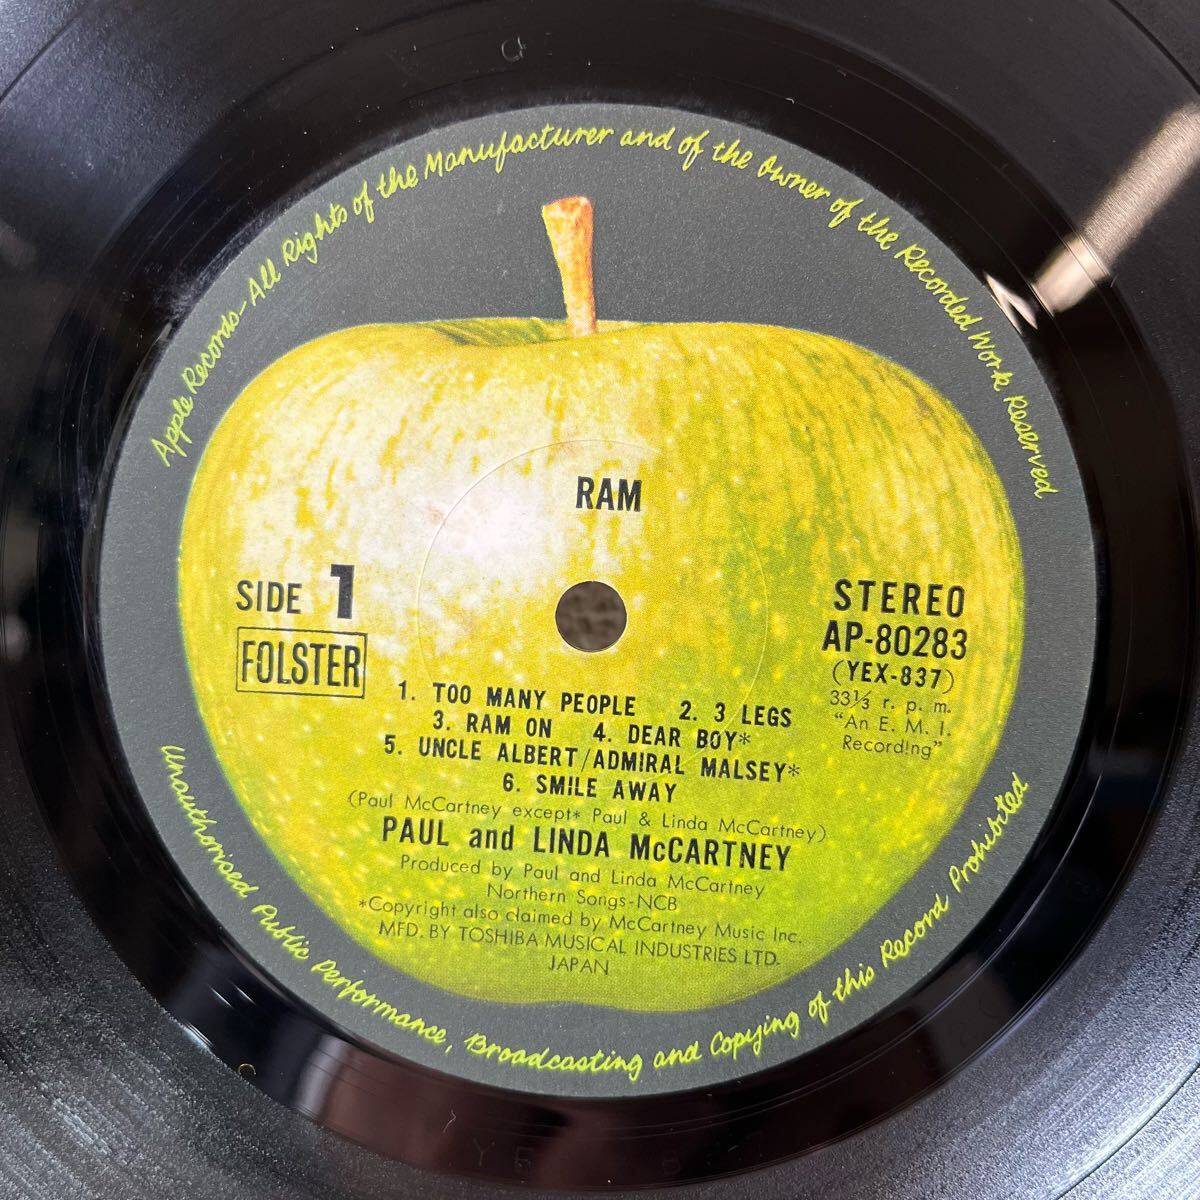 Apple Records-All Rights of the Manufacturer and of the Owner of the Recorded Work Reserved
RAM
SIDE 1
FOLSTER
STEREO
AP-80283
(YEX-837)
33⅓ r. p. m.
"An E. M. I.
Recording"
1. TOO MANY PEOPLE 2. 3 LEGS
3. RAM ON 4. DEAR BOY*
5. UNCLE ALBERT/ADMIRAL MALSEY*
6. SMILE AWAY
(Paul McCartney except* Paul & Linda McCartney)
PAUL and LINDA McCARTNEY
Produced by Paul and Linda McCartney
Northern Songs-NCB
*Copyright also claimed by McCartney Music Inc.
MFD. BY TOSHIBA MUSICAL INDUSTRIES LTD.
JAPAN
Unauthorised Public Performance, Broadcasting and Copying of this Record Prohibited